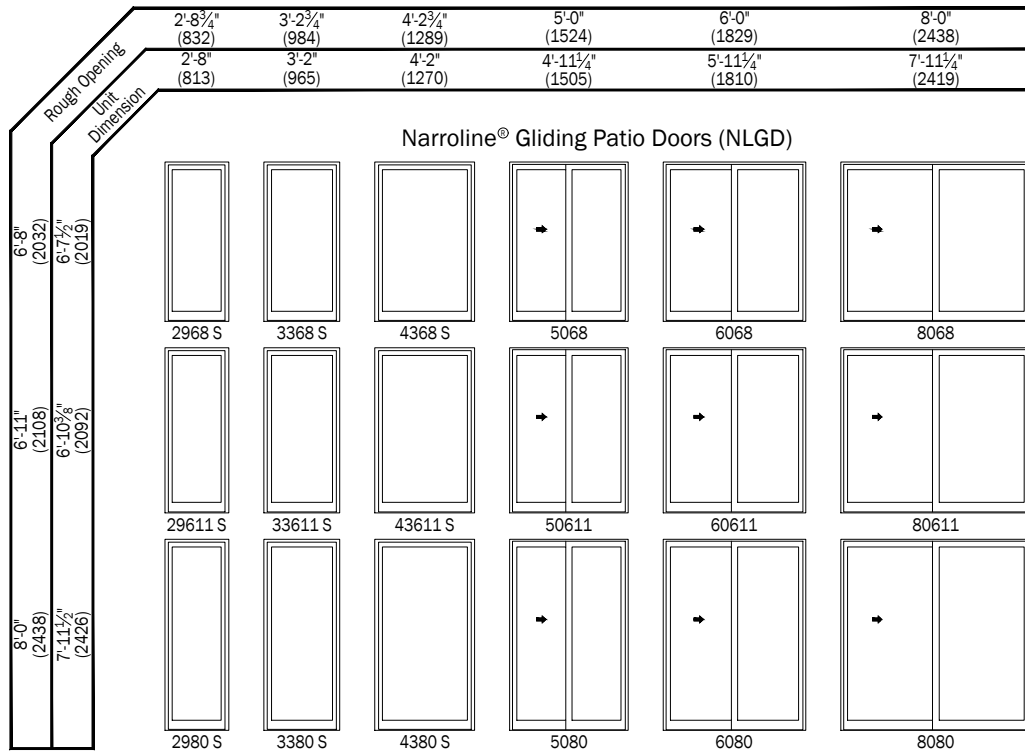 2'-8¾" 3'-2¾" 4'-2¾" 5'-0" 6'-0" 8'-0"
(832) (984) (1289) (1524) (1829) (2438)
Rough Opening
2'-8" 3'-2" 4'-2" 4'-11¼" 5'-11¼" 7'-11¼"
(813) (965) (1270) (1505) (1810) (2419)
Unit
Dimension
Narroline® Gliding Patio Doors (NLGD)
6'-8"
(2032)
6'-7½"
(2019)
2968 S 3368 S 4368 S 5068 6068 8068
6'-11"
(2108)
6'-10⅜"
(2092)
29611 S 33611 S 43611 S 50611 60611 80611
8'-0"
(2438)
7'-11½"
(2426)
2980 S 3380 S 4380 S 5080 6080 8080